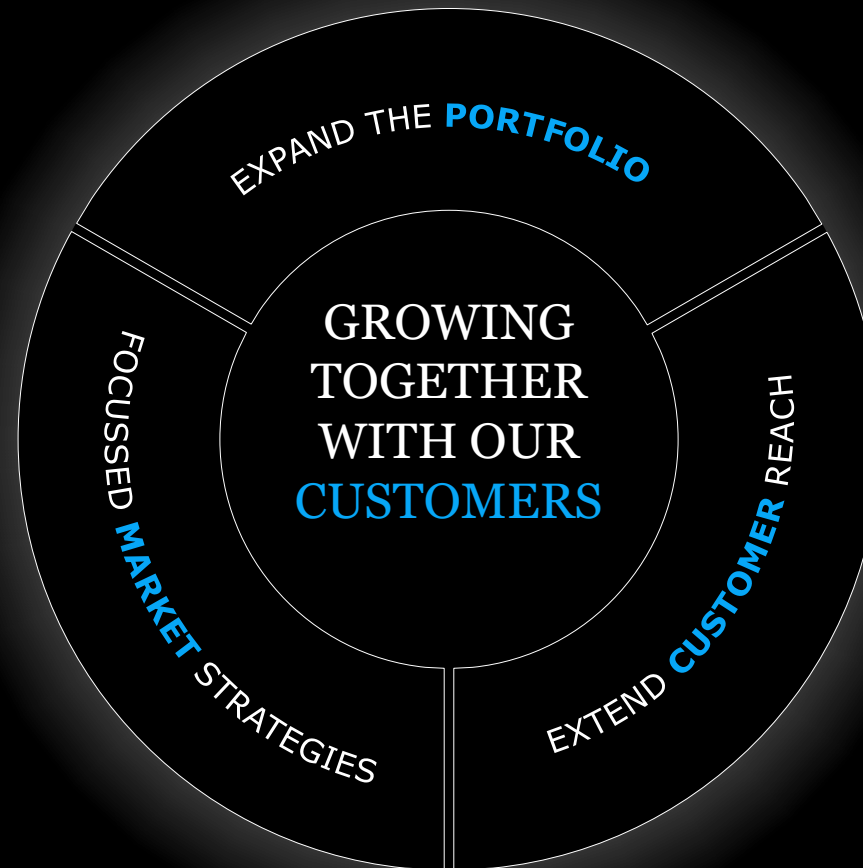 EXPAND THE PORTFOLIO
GROWING
TOGETHER
WITH OUR
CUSTOMERS
FOCUSSED MARKET STRATEGIES
EXTEND CUSTOMER REACH